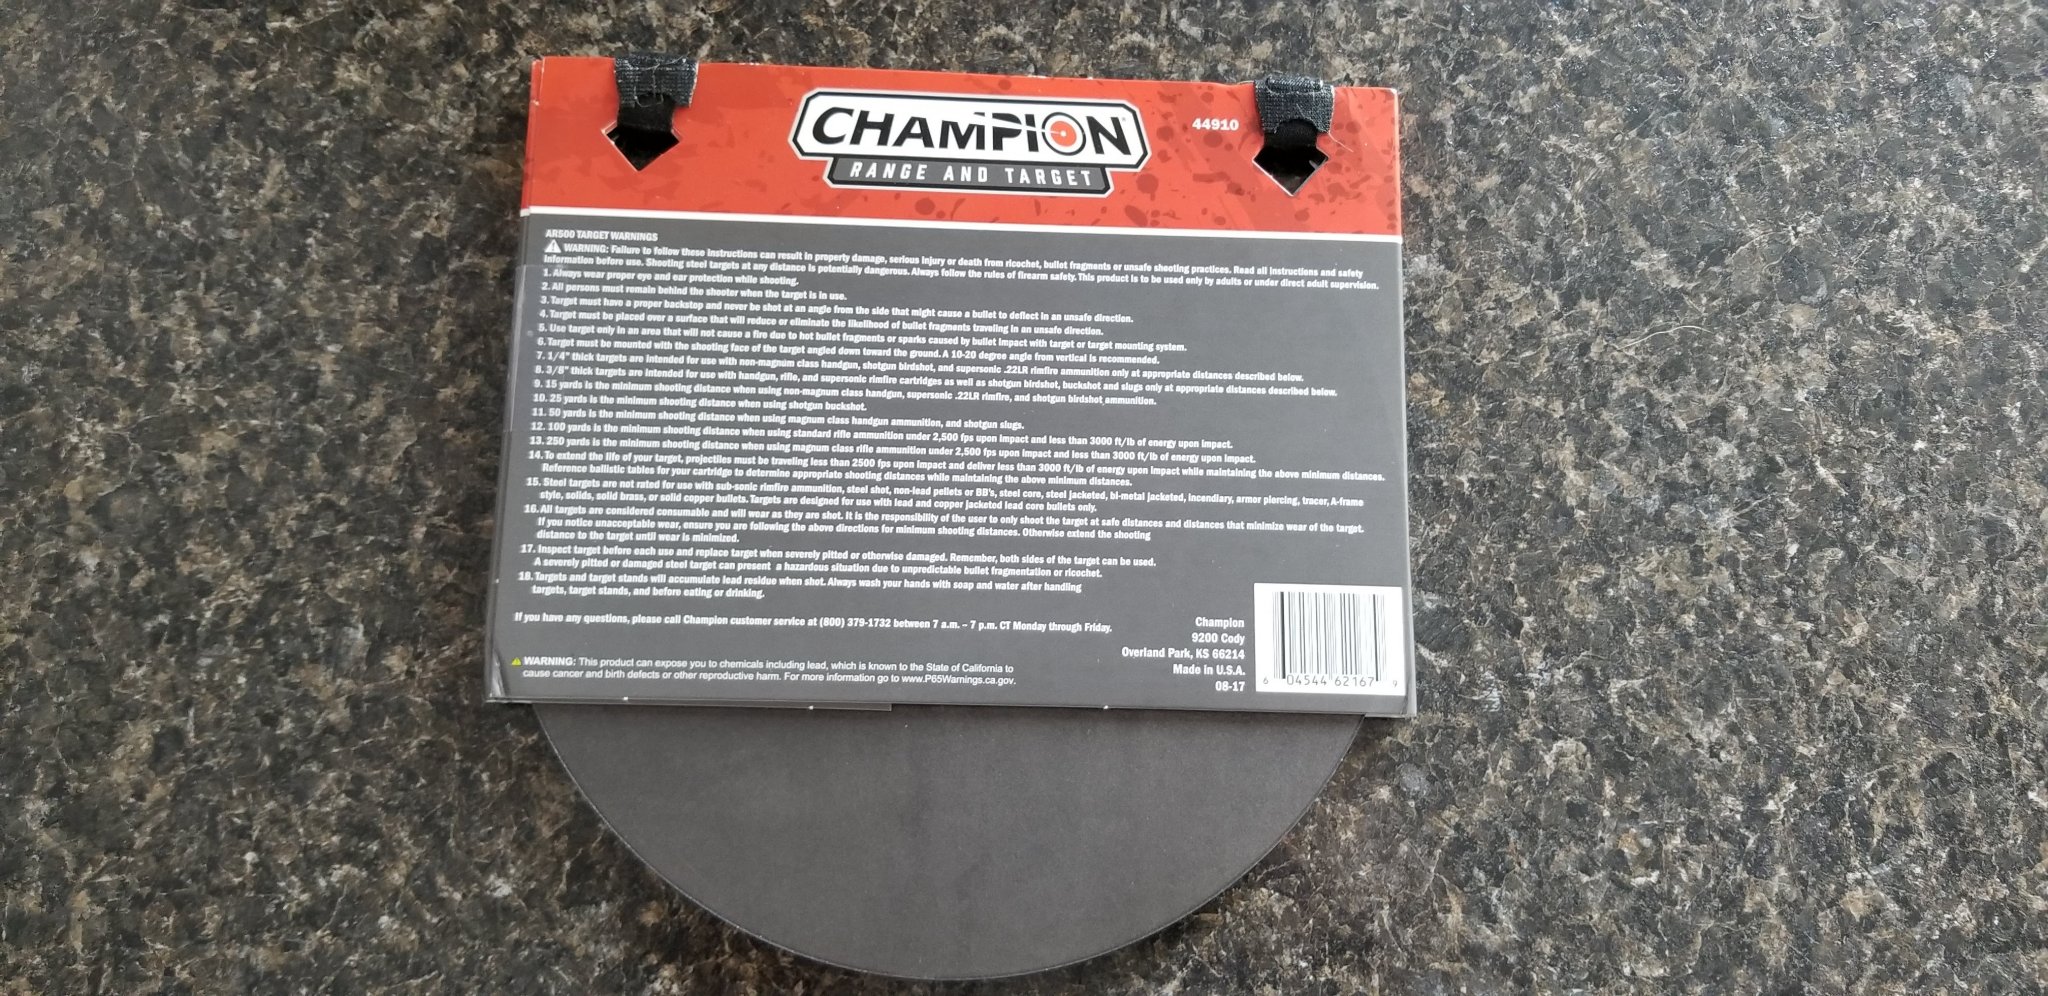 CHAMPION
RANGE AND TARGET
44910
AR500 TARGET WARNINGS
WARNING: Failure to follow these instructions can result in property damage, serious injury or death from ricochet, bullet fragments or unsafe shooting practices. Read all instructions and safety
information before use. Shooting steel targets at any distance is potentially dangerous. Always follow the rules of firearm safety. This product is to be used only by adults or under direct adult supervision.
1. Always wear proper eye and ear protection while shooting.
2. All persons must remain behind the shooter when the target is in use.
3. Target must have a proper backstop and never be shot at an angle from the side that might cause a bullet to deflect in an unsafe direction.
4. Target must be placed over a surface that will reduce or eliminate the likelihood of bullet fragments traveling in an unsafe direction.
5. Use target only in an area that will not cause a fire due to hot bullet fragments or sparks caused by bullet impact with target or target mounting system.
6. Target must be mounted with the shooting face of the target angled down toward the ground. A 10-20 degree angle from vertical is recommended.
7. 1/4" thick targets are intended for use with non-magnum class handgun, shotgun birdshot, and supersonic .22LR rimfire ammunition only at appropriate distances described below.
8. 3/8" thick targets are intended for use with handgun, rifle, and supersonic rimfire cartridges as well as shotgun birdshot, buckshot and slugs only at appropriate distances described below.
9. 15 yards is the minimum shooting distance when using non-magnum class handgun, supersonic .22LR rimfire, and shotgun birdshot ammunition.
10. 25 yards is the minimum shooting distance when using shotgun buckshot.
11. 50 yards is the minimum shooting distance when using magnum class handgun ammunition, and shotgun slugs.
12. 100 yards is the minimum shooting distance when using standard rifle ammunition under 2,500 fps upon impact and less than 3000 ft/lb of energy upon impact.
13. 250 yards is the minimum shooting distance when using magnum class rifle ammunition under 2,500 fps upon impact and less than 3000 ft/lb of energy upon impact.
14. To extend the life of your target, projectiles must be traveling less than 2500 fps upon impact and deliver less than 3000 ft/lb of energy upon impact while maintaining the above minimum distances.
Reference ballistic tables for your cartridge to determine appropriate shooting distances while maintaining the above minimum distances.
15. Steel targets are not rated for use with sub-sonic rimfire ammunition, steel shot, non-lead pellets or BB's, steel core, steel jacketed, bi-metal jacketed, incendiary, armor piercing, tracer, A-frame
style, solids, solid brass, or solid copper bullets. Targets are designed for use with lead and copper jacketed lead core bullets only.
16. All targets are considered consumable and will wear as they are shot. It is the responsibility of the user to only shoot the target at safe distances and distances that minimize wear of the target.
If you notice unacceptable wear, ensure you are following the above directions for minimum shooting distances. Otherwise extend the shooting
distance to the target until wear is minimized.
17. Inspect target before each use and replace target when severely pitted or otherwise damaged. Remember, both sides of the target can be used.
A severely pitted or damaged steel target can present a hazardous situation due to unpredictable bullet fragmentation or ricochet.
18. Targets and target stands will accumulate lead residue when shot. Always wash your hands with soap and water after handling
targets, target stands, and before eating or drinking.
If you have any questions, please call Champion customer service at (800) 379-1732 between 7 a.m. – 7 p.m. CT Monday through Friday.
WARNING: This product can expose you to chemicals including lead, which is known to the State of California to
cause cancer and birth defects or other reproductive harm. For more information go to www.P65Warnings.ca.gov.
Champion
9200 Cody
Overland Park, KS 66214
Made in U.S.A.
08-17
6 04544 62167 9